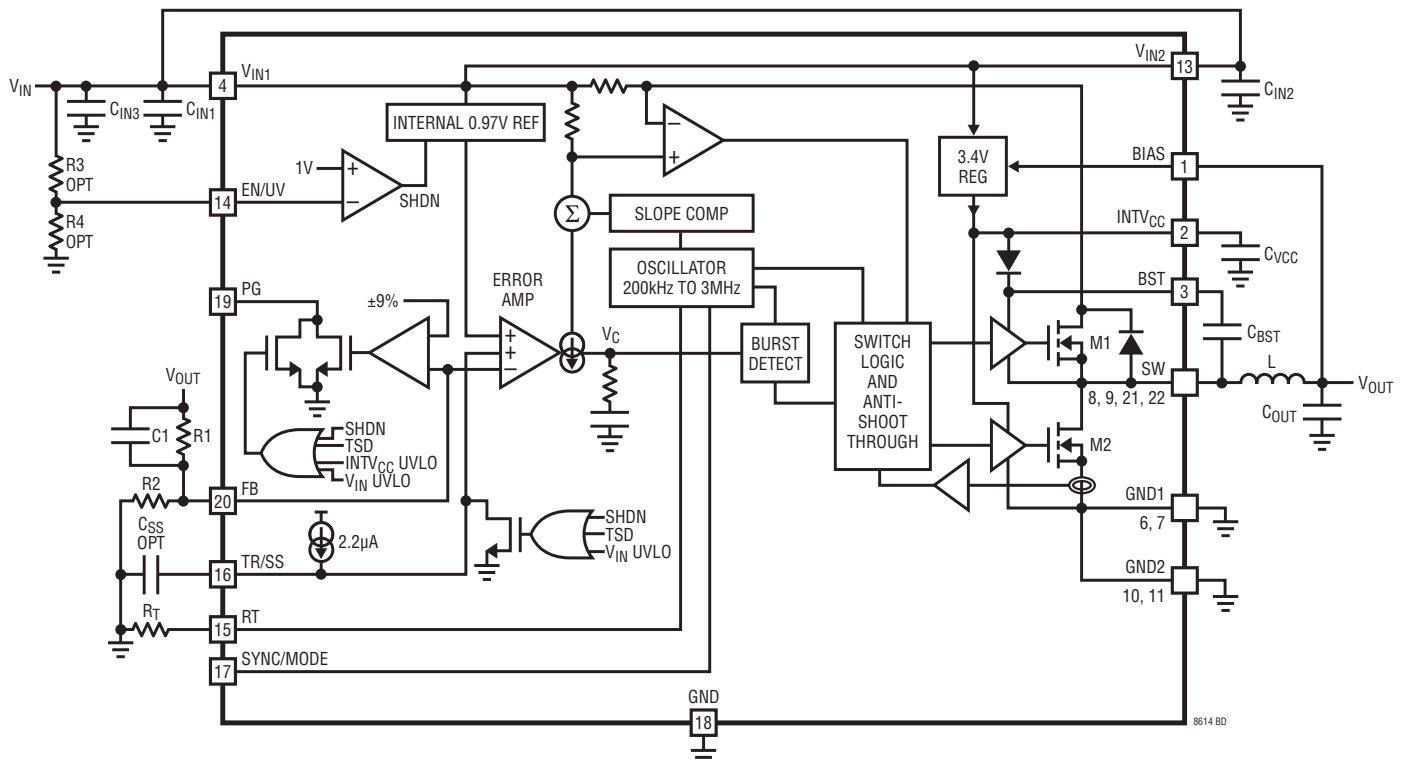 VIN
CIN3
CIN1
4
VIN1
VIN2
13
CIN2
INTERNAL 0.97V REF
R3
OPT
R4
OPT
1V
+
–
SHDN
14
EN/UV
–
+
Σ
SLOPE COMP
OSCILLATOR
200kHz TO 3MHz
3.4V
REG
BIAS
1
INTVCC
2
CVCC
BST
3
CBST
19
PG
±9%
ERROR
AMP
+
+
–
VC
BURST
DETECT
SWITCH
LOGIC
AND
ANTI-
SHOOT
THROUGH
M1
SW
8, 9, 21, 22
L
VOUT
COUT
M2
VOUT
C1
R1
SHDN
TSD
INTVCC UVLO
VIN UVLO
R2
20
FB
CSS
OPT
2.2µA
SHDN
TSD
VIN UVLO
16
TR/SS
RT
15
RT
17
SYNC/MODE
GND1
6, 7
GND2
10, 11
GND
18
8614 BD